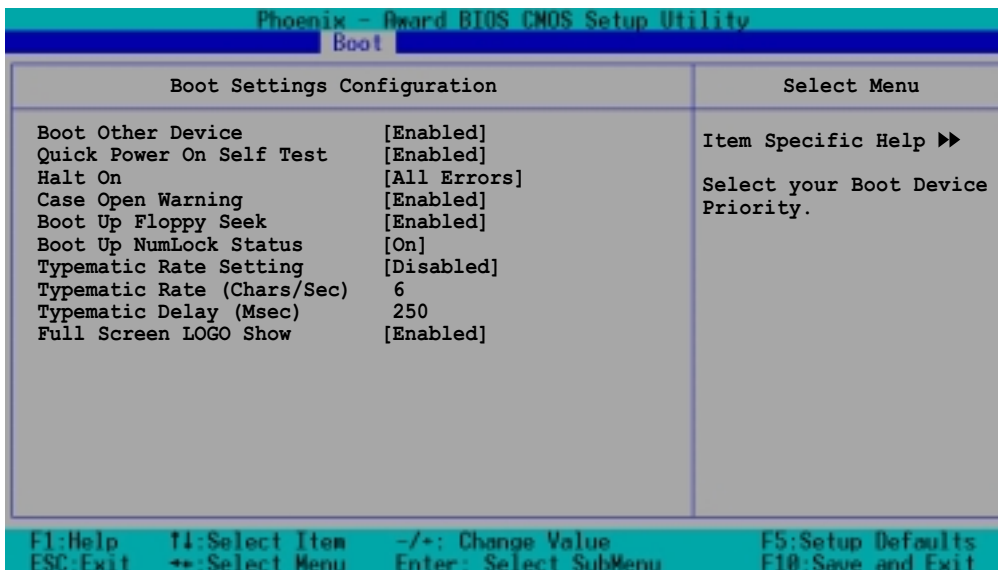 Phoenix - Award BIOS CMOS Setup Utility
Boot
Boot Settings Configuration
Select Menu
Boot Other Device [Enabled]
Quick Power On Self Test [Enabled]
Halt On [All Errors]
Case Open Warning [Enabled]
Boot Up Floppy Seek [Enabled]
Boot Up NumLock Status [On]
Typematic Rate Setting [Disabled]
Typematic Rate (Chars/Sec) 6
Typematic Delay (Msec) 250
Full Screen LOGO Show [Enabled]
Item Specific Help ▶▶
Select your Boot Device
Priority.
F1:Help ↑↓:Select Item -/+: Change Value F5:Setup Defaults
ESC:Exit ←→:Select Menu Enter: Select SubMenu F10:Save and Exit